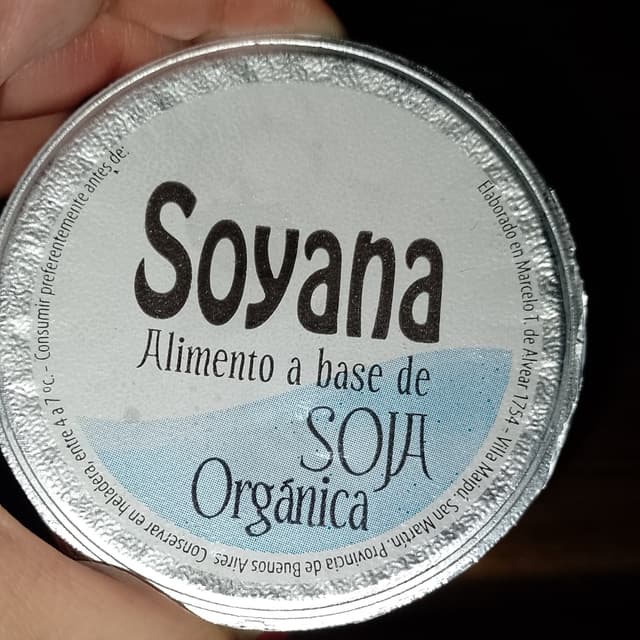 Soyana
Alimento a base de
SOJA
Orgánica
Elaborado en Marcelo T. de Alvear 1754 - Villa Maipú. San Martín. Provincia de Buenos Aires. Conservar en heladera entre 4 a 7 ºc. - Consumir preferentemente antes de: